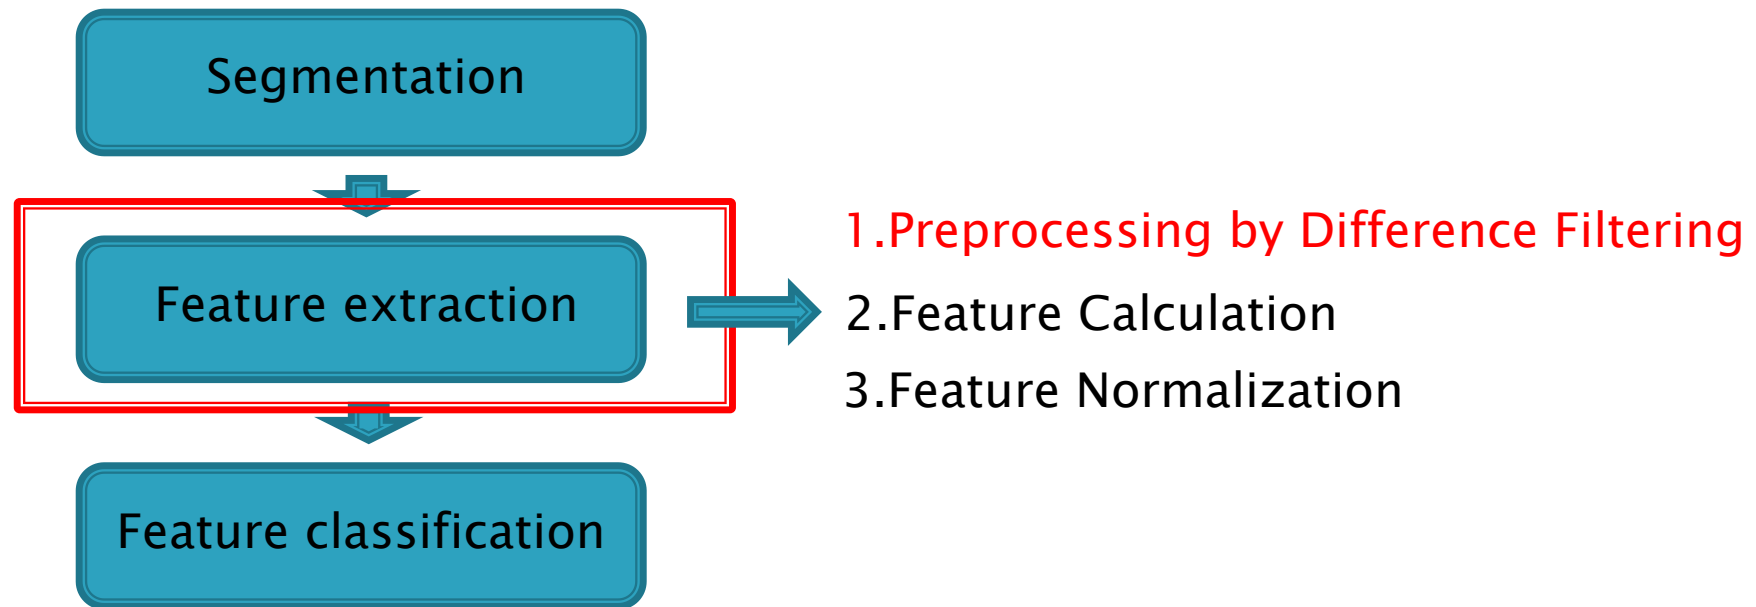 Segmentation
Feature extraction
1.Preprocessing by Difference Filtering
2.Feature Calculation
3.Feature Normalization
Feature classification